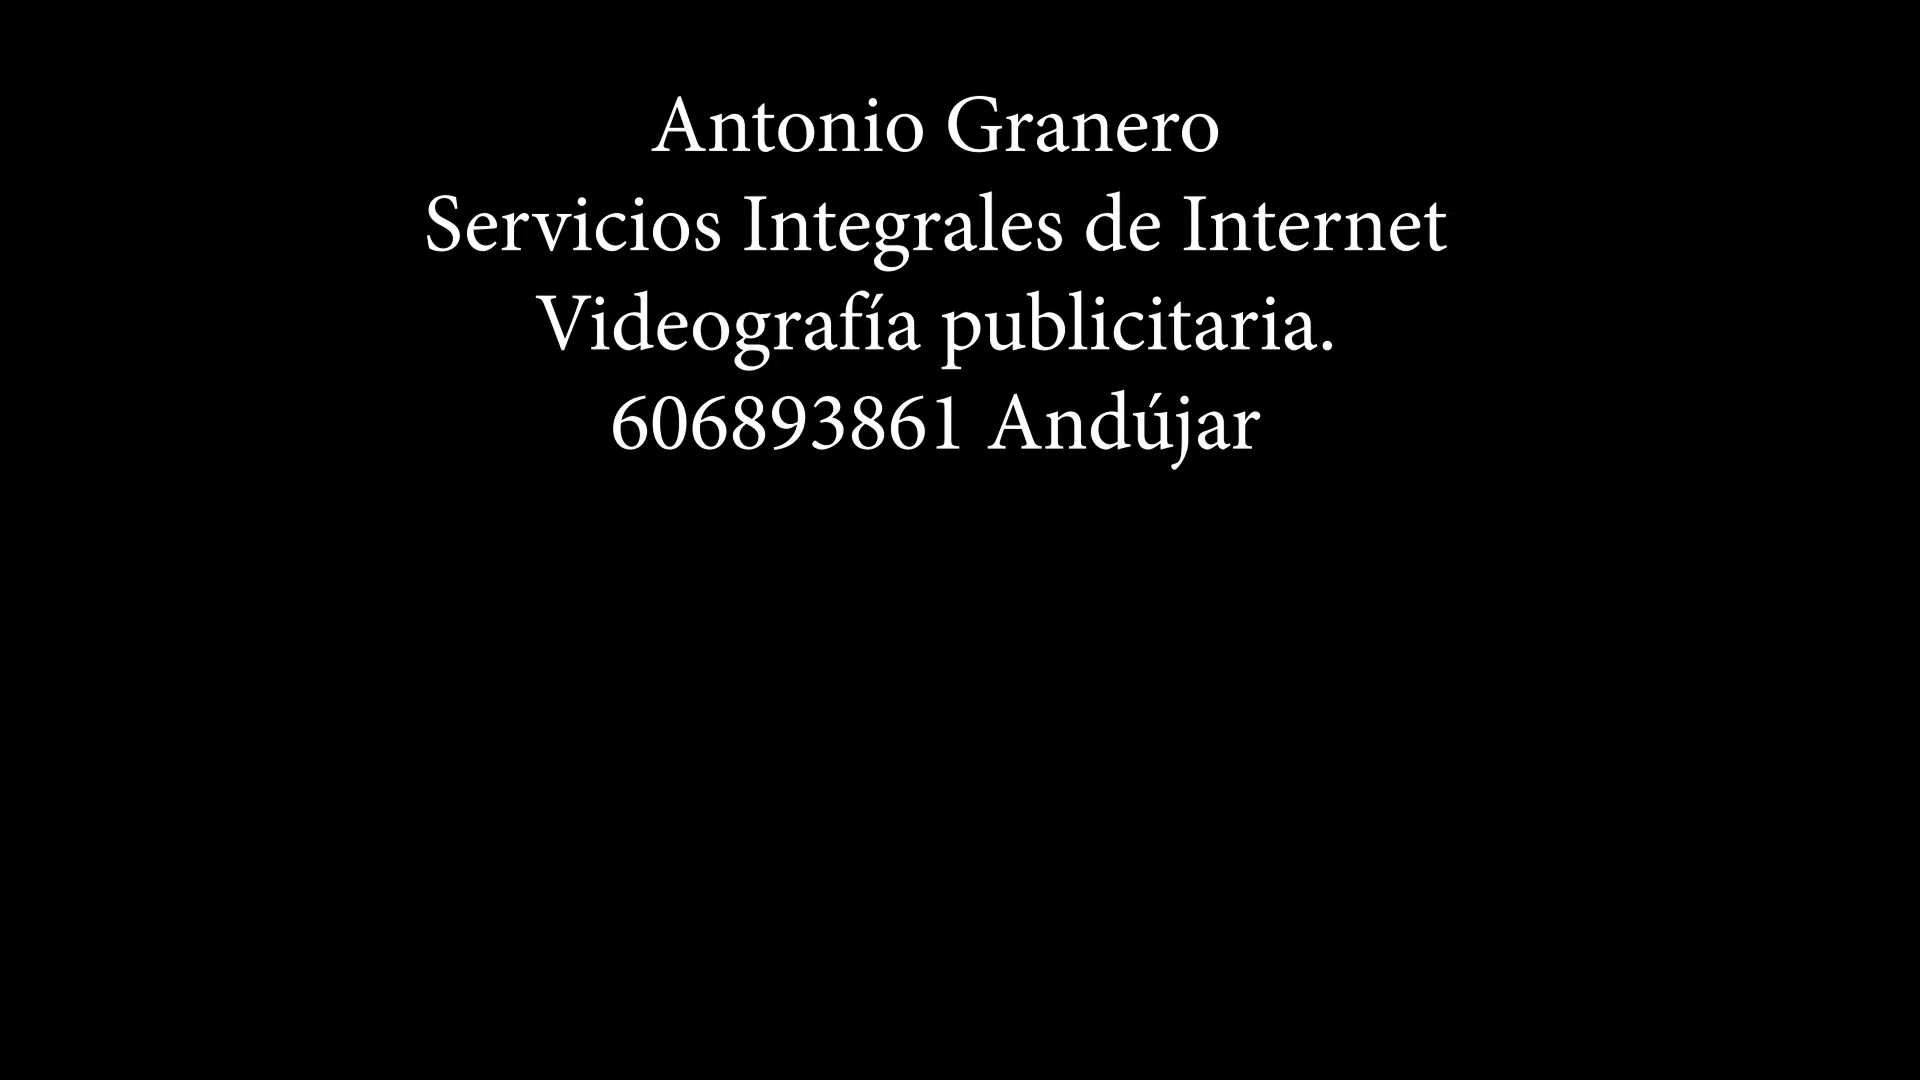 Antonio Granero
Servicios Integrales de Internet
Videografía publicitaria.
606893861 Andújar